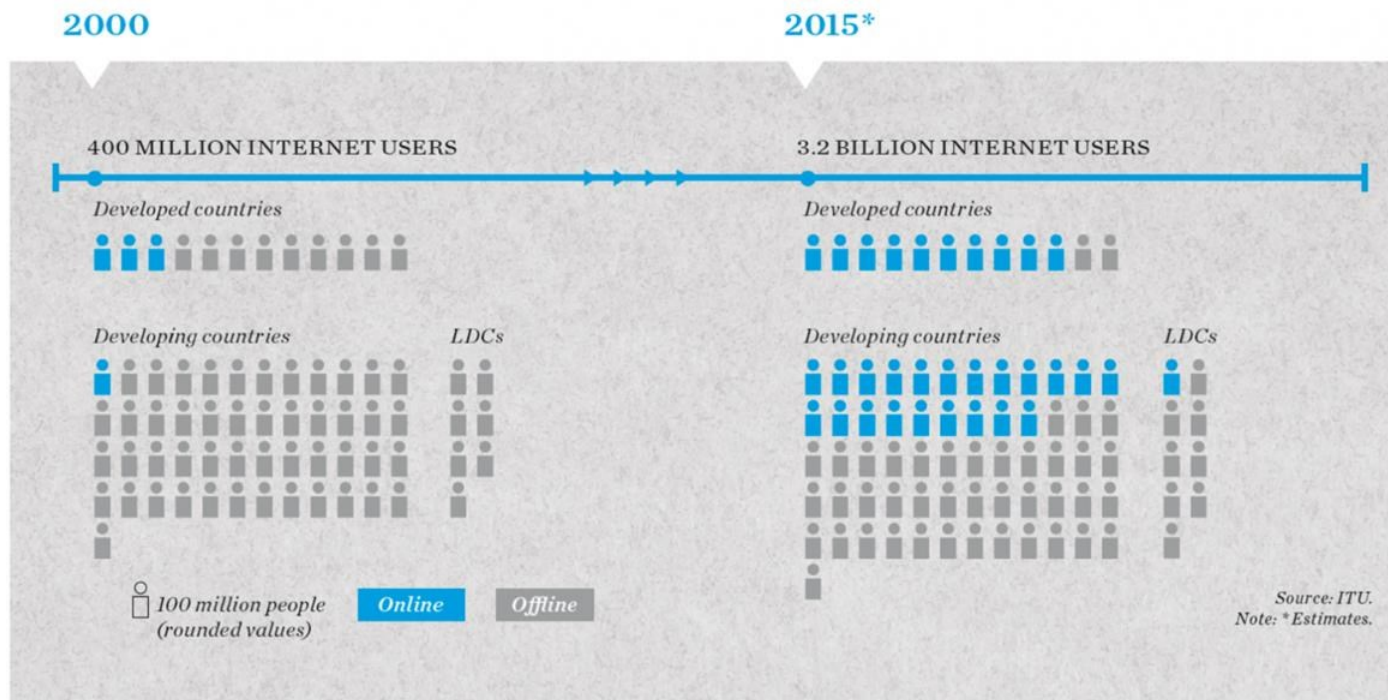 2000
2015*
400 MILLION INTERNET USERS
3.2 BILLION INTERNET USERS
Developed countries
Developed countries
Developing countries
LDCs
Developing countries
LDCs
100 million people
(rounded values)
Online
Offline
Source: ITU.
Note: *Estimates.